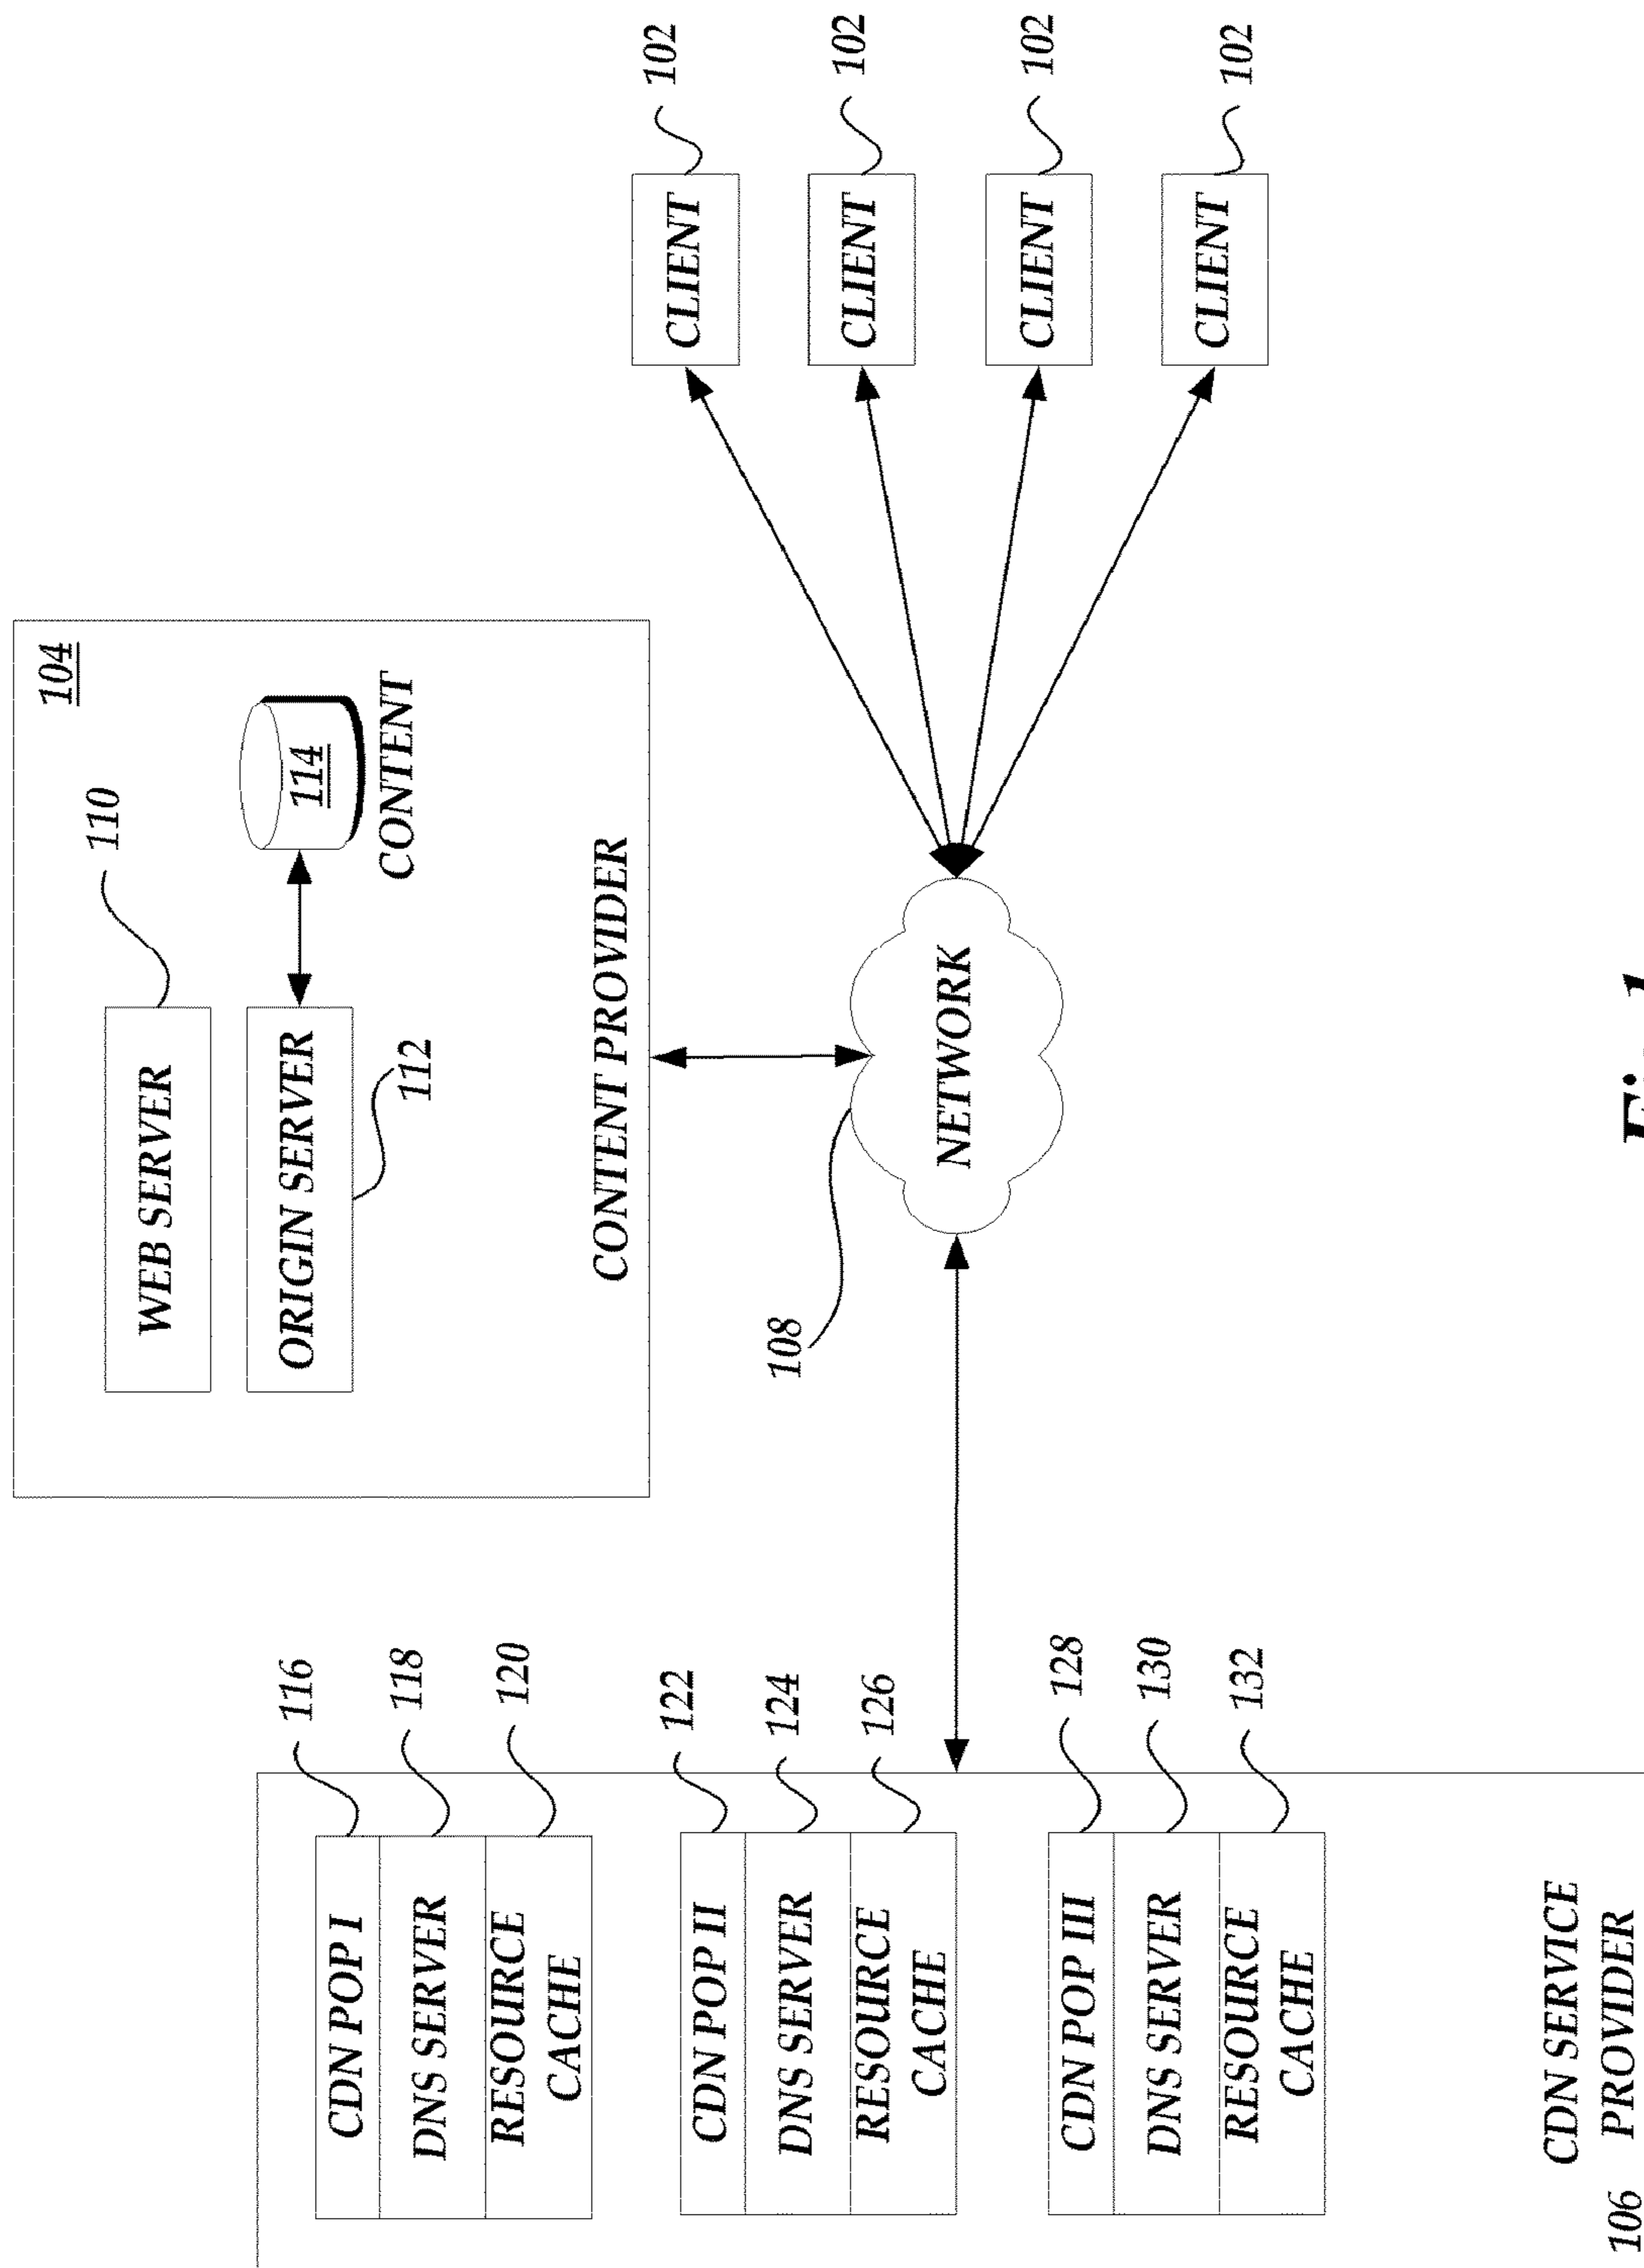 104
WEB SERVER
110
ORIGIN SERVER
112
114
CONTENT
CONTENT PROVIDER
CDN POP I
116
DNS SERVER
118
RESOURCE
CACHE
120
CDN POP II
122
DNS SERVER
124
RESOURCE
CACHE
126
CDN POP III
128
DNS SERVER
130
RESOURCE
CACHE
132
CDN SERVICE
PROVIDER
106
108
NETWORK
CLIENT
102
CLIENT
102
CLIENT
102
CLIENT
102